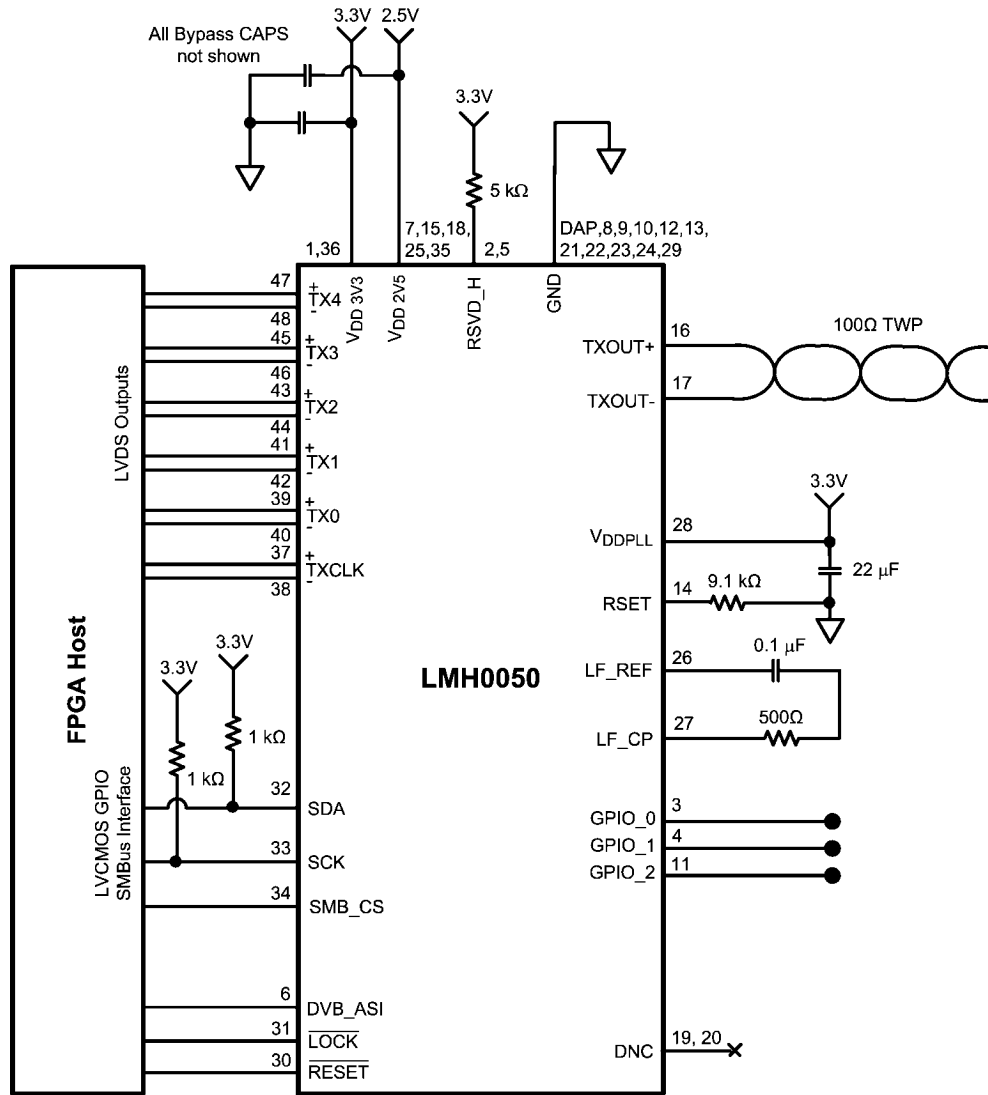 3.3V
2.5V
All Bypass CAPS
not shown
3.3V
5 kΩ
1,36
7,15,18,
25,35
2,5
DAP,8,9,10,12,13,
21,22,23,24,29
VDD 3V3
VDD 2V5
RSVD_H
GND
FPGA Host
LVDS Outputs
LVCMOS GPIO
SMBus Interface
LMH0050
47
+
TX4
-
48
45
+
TX3
-
46
43
+
TX2
-
44
41
+
TX1
-
42
39
+
TX0
-
40
37
+
TXCLK
-
38
3.3V
3.3V
1 kΩ
1 kΩ
32
SDA
33
SCK
34
SMB_CS
6
DVB_ASI
31
LOCK
30
RESET
TXOUT+
16
100Ω TWP
TXOUT-
17
3.3V
VDDPLL
28
22 µF
RSET
14
9.1 kΩ
LF_REF
26
0.1 µF
LF_CP
27
500Ω
GPIO_0
3
GPIO_1
4
GPIO_2
11
DNC
19, 20